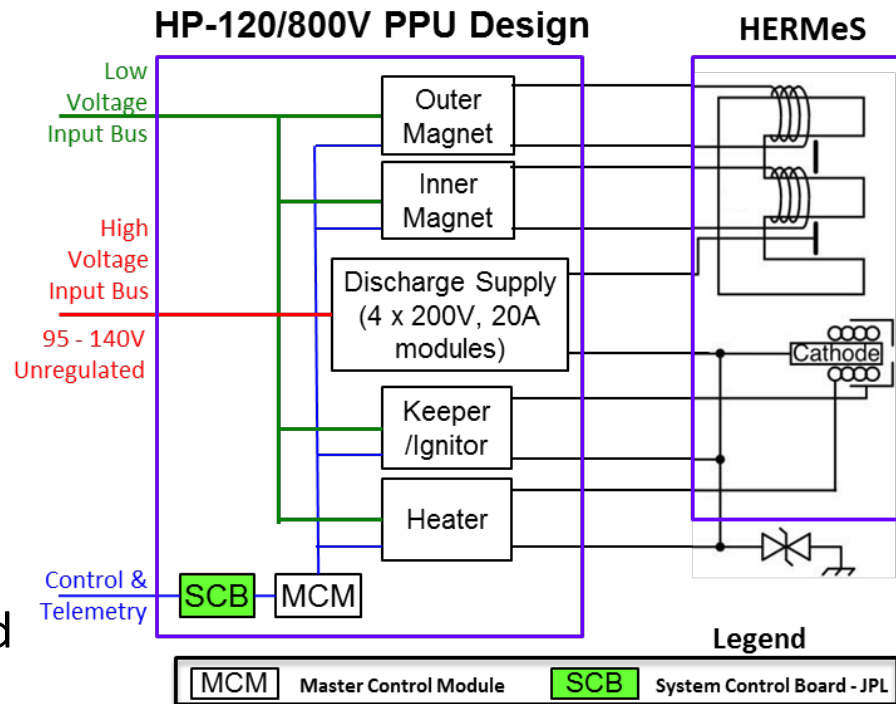 HP-120/800V PPU Design
HERMeS
Low
Voltage
Input Bus
Outer
Magnet
Inner
Magnet
High
Voltage
Input Bus
95 - 140V
Unregulated
Discharge Supply
(4 x 200V, 20A
modules)
Cathode
Keeper
/Ignitor
Heater
Control &
Telemetry
SCB
MCM
d
Legend
MCM Master Control Module SCB System Control Board - JPL